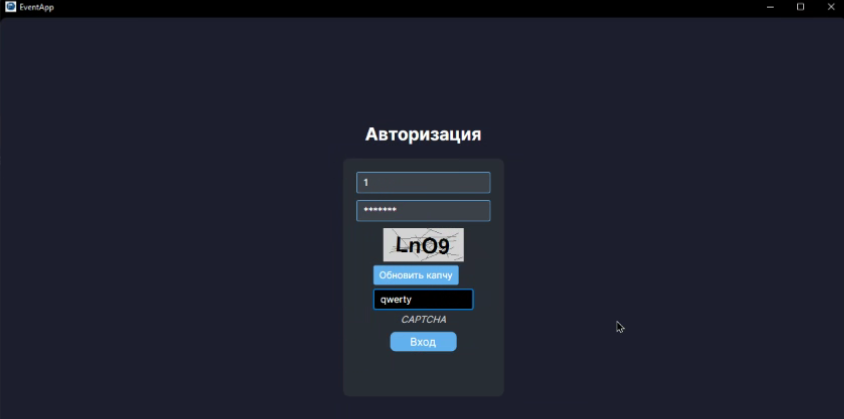 EventApp
Авторизация
1
*******
LnO9
Обновить капчу
qwerty
CAPTCHA
Вход